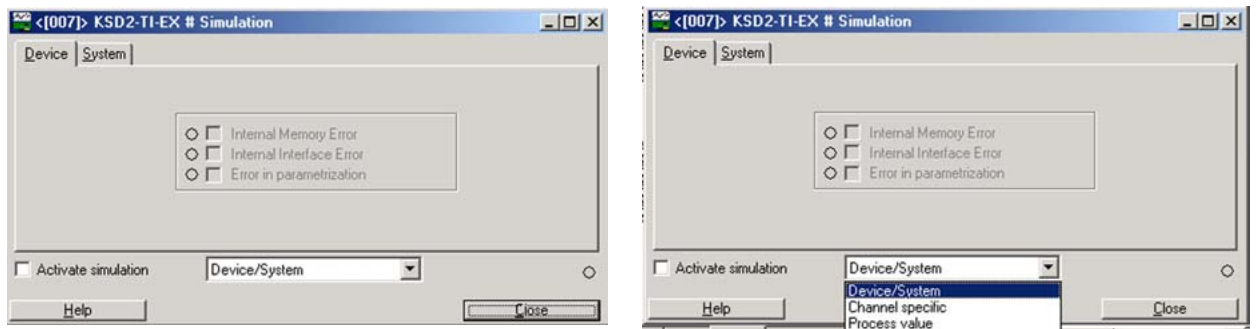 <[007]> KSD2-TI-EX # Simulation
Device System
Internal Memory Error
Internal Interface Error
Error in parametrization
Activate simulation Device/System
Help Close
<[007]> KSD2-TI-EX # Simulation
Device System
Internal Memory Error
Internal Interface Error
Error in parametrization
Activate simulation Device/System
Device/System
Help Channel specific Close
Process value